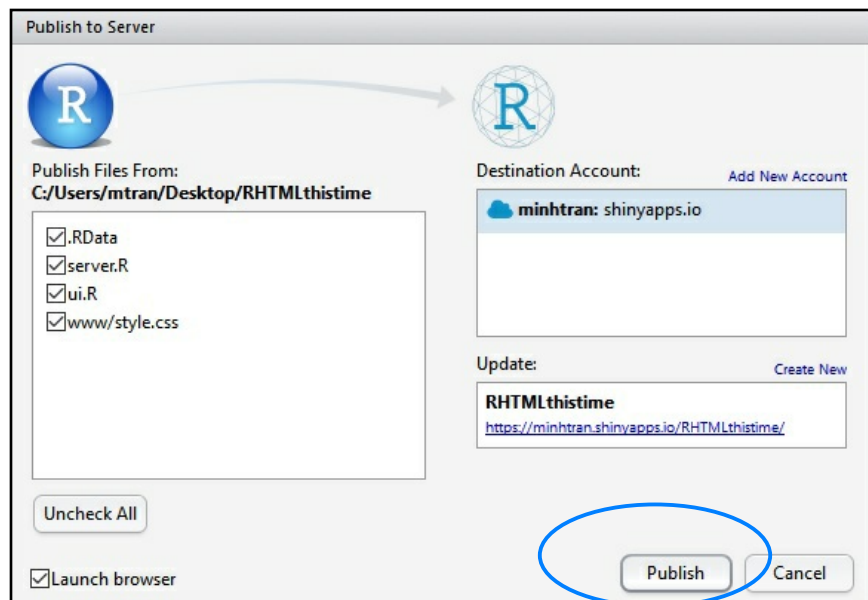 Publish to Server
R
R
Publish Files From:
C:/Users/mtran/Desktop/RHTMLthistime
.RData
server.R
ui.R
www/style.css
Uncheck All
Launch browser
Destination Account:
Add New Account
minhtran: shinyapps.io
Update:
Create New
RHTMLthistime
https://minhtran.shinyapps.io/RHTMLthistime/
Publish
Cancel